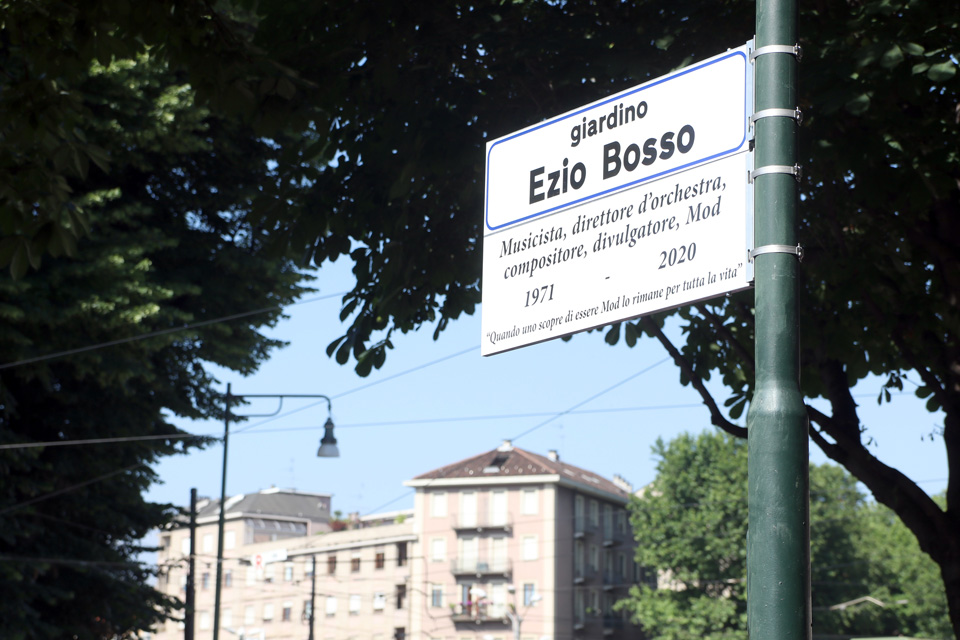 giardino
Ezio Bosso
Musicista, direttore d'orchestra,
compositore, divulgatore, Mod
1971 - 2020
"Quando uno scopre di essere Mod lo rimane per tutta la vita"